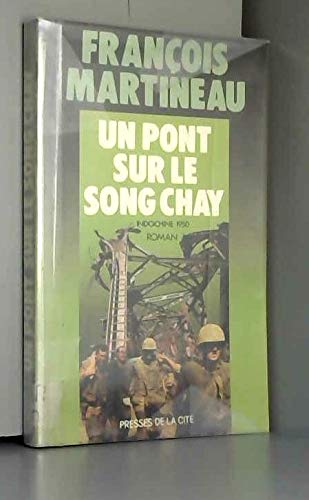 FRANÇOIS
MARTINEAU
UN PONT
SUR LE
SONG CHAY
INDOCHINE 1950
ROMAN
PRESSES DE LA CITÉ